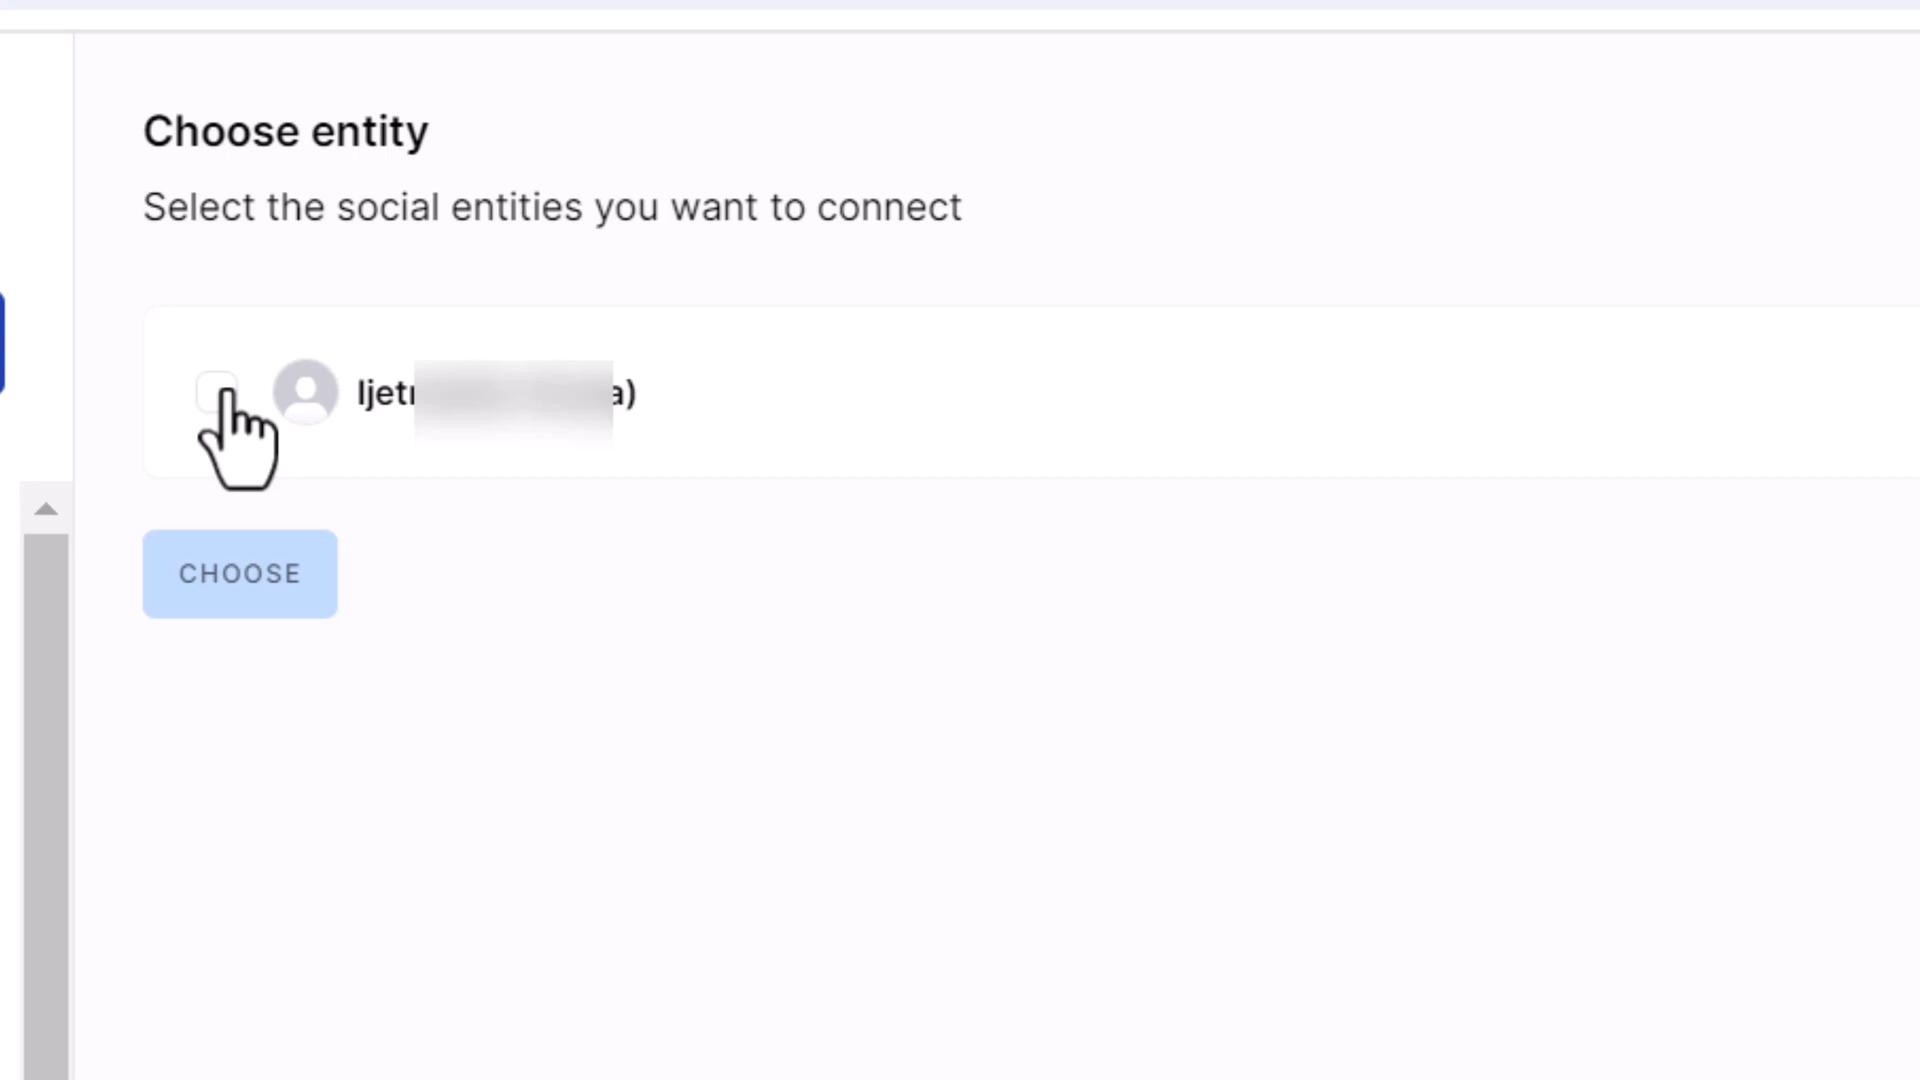 Choose entity
Select the social entities you want to connect
CHOOSE